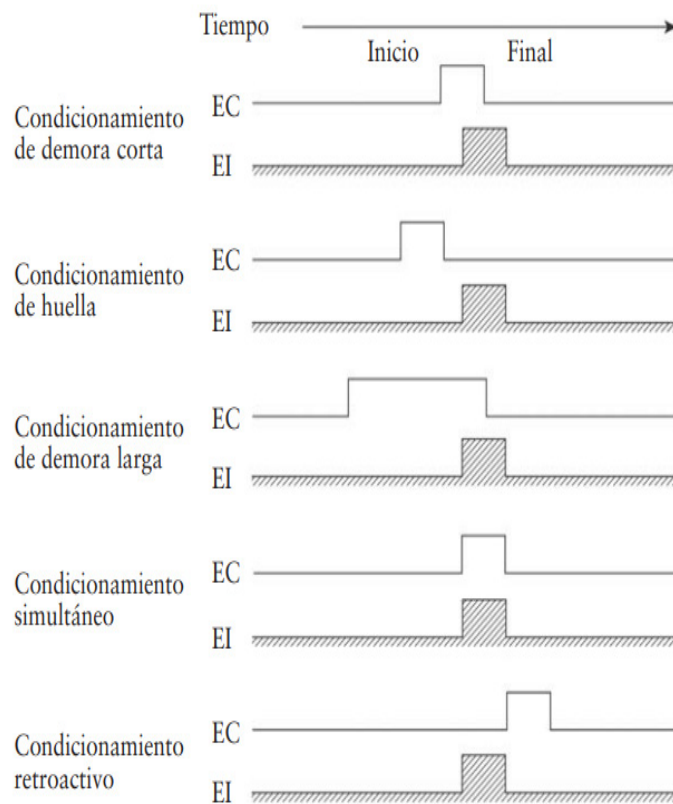 Tiempo
Inicio Final
Condicionamiento
de demora corta
EC
EI
Condicionamiento
de huella
EC
EI
Condicionamiento
de demora larga
EC
EI
Condicionamiento
simultáneo
EC
EI
Condicionamiento
retroactivo
EC
EI